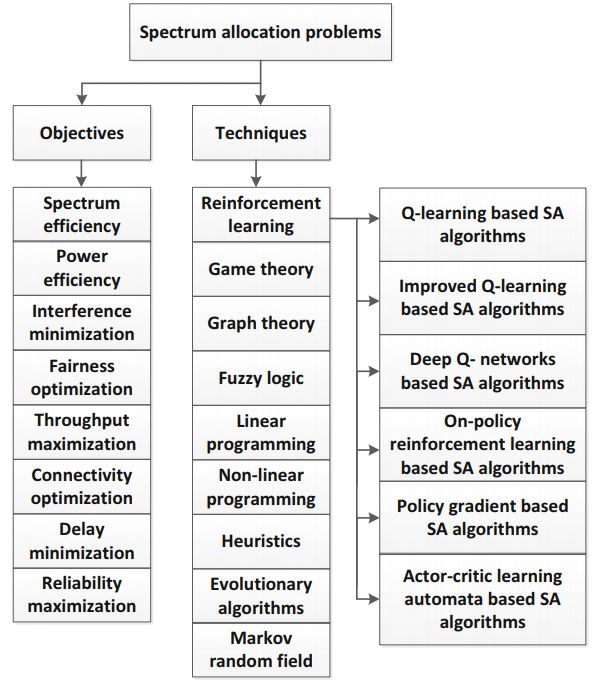 Spectrum allocation problems
Objectives
Techniques
Spectrum
efficiency
Power
efficiency
Interference
minimization
Fairness
optimization
Throughput
maximization
Connectivity
optimization
Delay
minimization
Reliability
maximization
Reinforcement
learning
Game theory
Graph theory
Fuzzy logic
Linear
programming
Non-linear
programming
Heuristics
Evolutionary
algorithms
Markov
random field
Q-learning based SA
algorithms
Improved Q-learning
based SA algorithms
Deep Q- networks
based SA algorithms
On-policy
reinforcement learning
based SA algorithms
Policy gradient based
SA algorithms
Actor-critic learning
automata based SA
algorithms